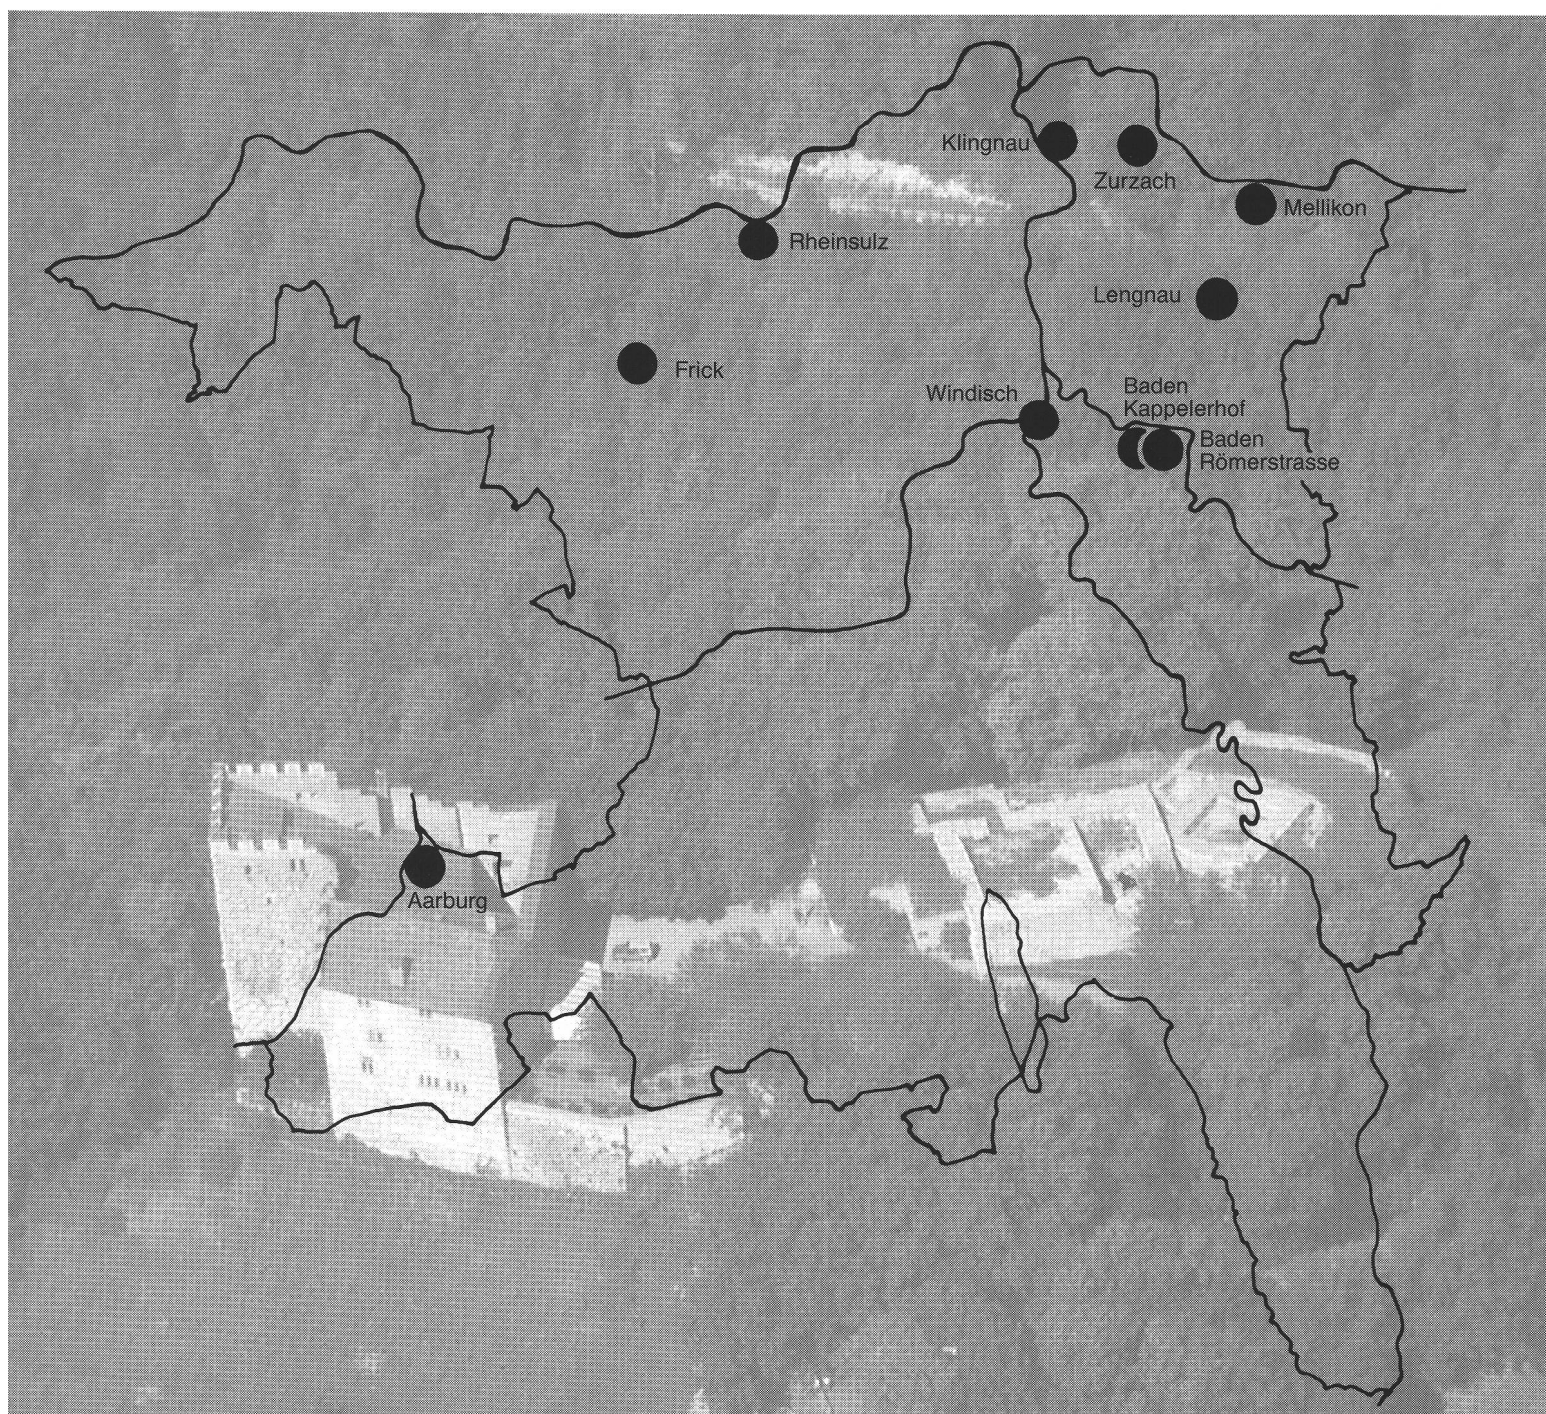 Klingnau
Zurzach
Mellikon
Rheinsulz
Lengnau
Frick
Windisch
Baden
Kappelerhof
Baden
Römerstrasse
Aarburg